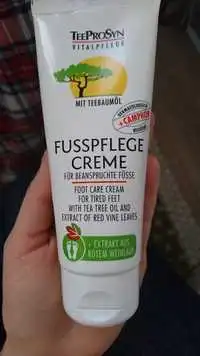 TEEPROSYN
VITALPFLEGE
MIT TEEBAUMÖL
+ CAMPHER
FUSSPFLEGE
CREME
FÜR BEANSPRUCHTE FÜSSE
FOOT CARE CREAM
FOR TIRED FEET
WITH TEA TREE OIL AND
EXTRACT OF RED VINE LEAVES
+ EXTRAKT AUS
ROTEM WEINLAUB